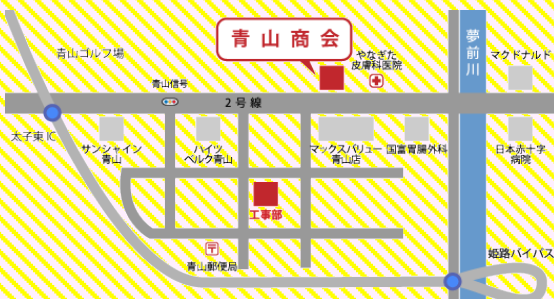 青山商会
夢前川
青山ゴルフ場
やなぎた
皮膚科医院
マクドナルド
青山信号
2号線
太子東IC
サンシャイン
青山
ハイツ
ベルク青山
マックスバリュー
青山店
国富胃腸外科
日本赤十字
病院
工事部
青山郵便局
姫路バイパス